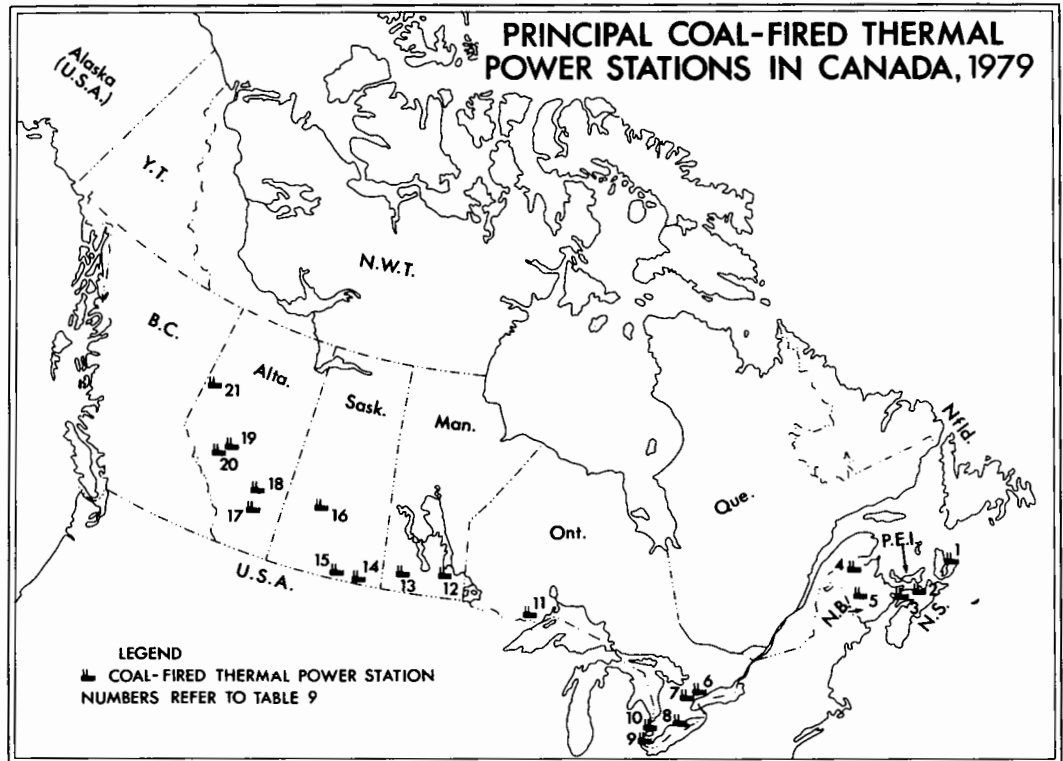 PRINCIPAL COAL-FIRED THERMAL
POWER STATIONS IN CANADA, 1979
Alaska
(U.S.A.)
Y.T.
N.W.T.
B.C.
Alta.
Sask.
Man.
Ont.
Que.
Nfld.
P.E.I.
N.B.
N.S.
U.S.A.
21
19
20
18
17
16
15
14
13
12
11
10
9
8
7
6
5
4
3
2
1
LEGEND
COAL-FIRED THERMAL POWER STATION
NUMBERS REFER TO TABLE 9